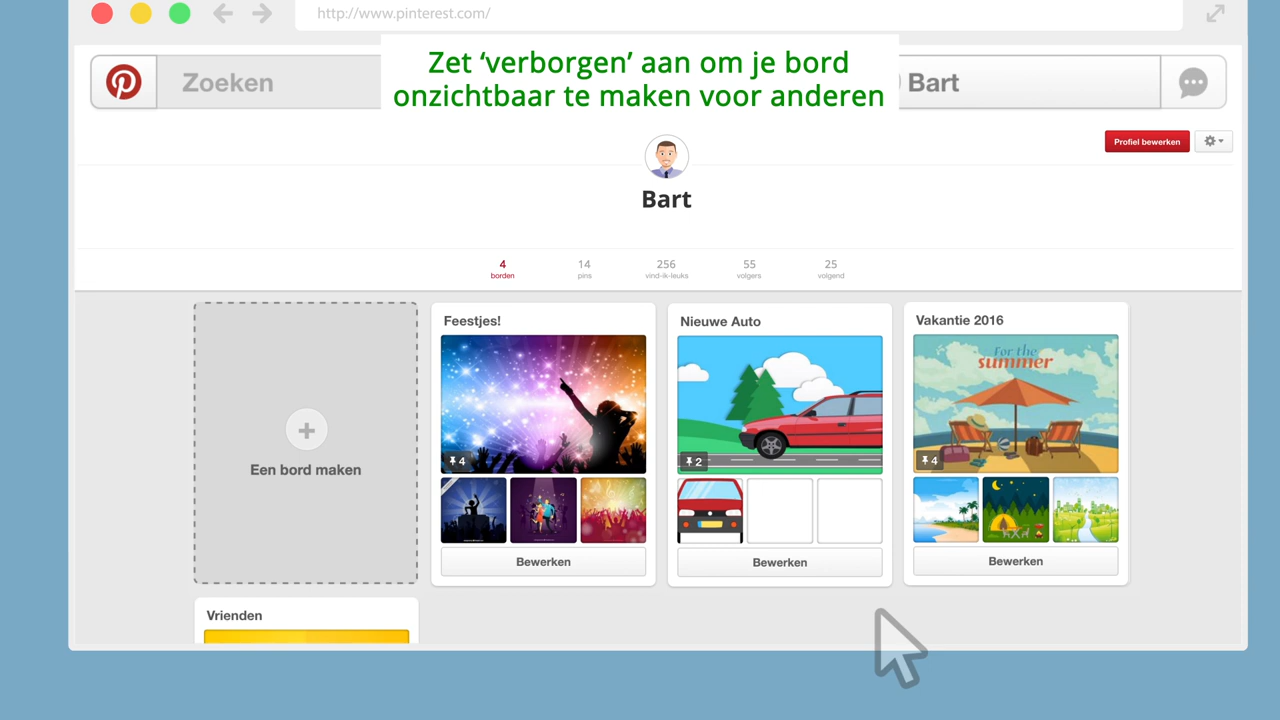 http://www.pinterest.com/
Zet ‘verborgen’ aan om je bord
onzichtbaar te maken voor anderen
Zoeken
Bart
Profiel bewerken
Bart
4
borden
14
pins
256
vind-ik-leuks
55
volgers
25
volgend
Een bord maken
Feestjes!
4
Bewerken
Nieuwe Auto
2
Bewerken
Vakantie 2016
For the
summer
4
Bewerken
Vrienden